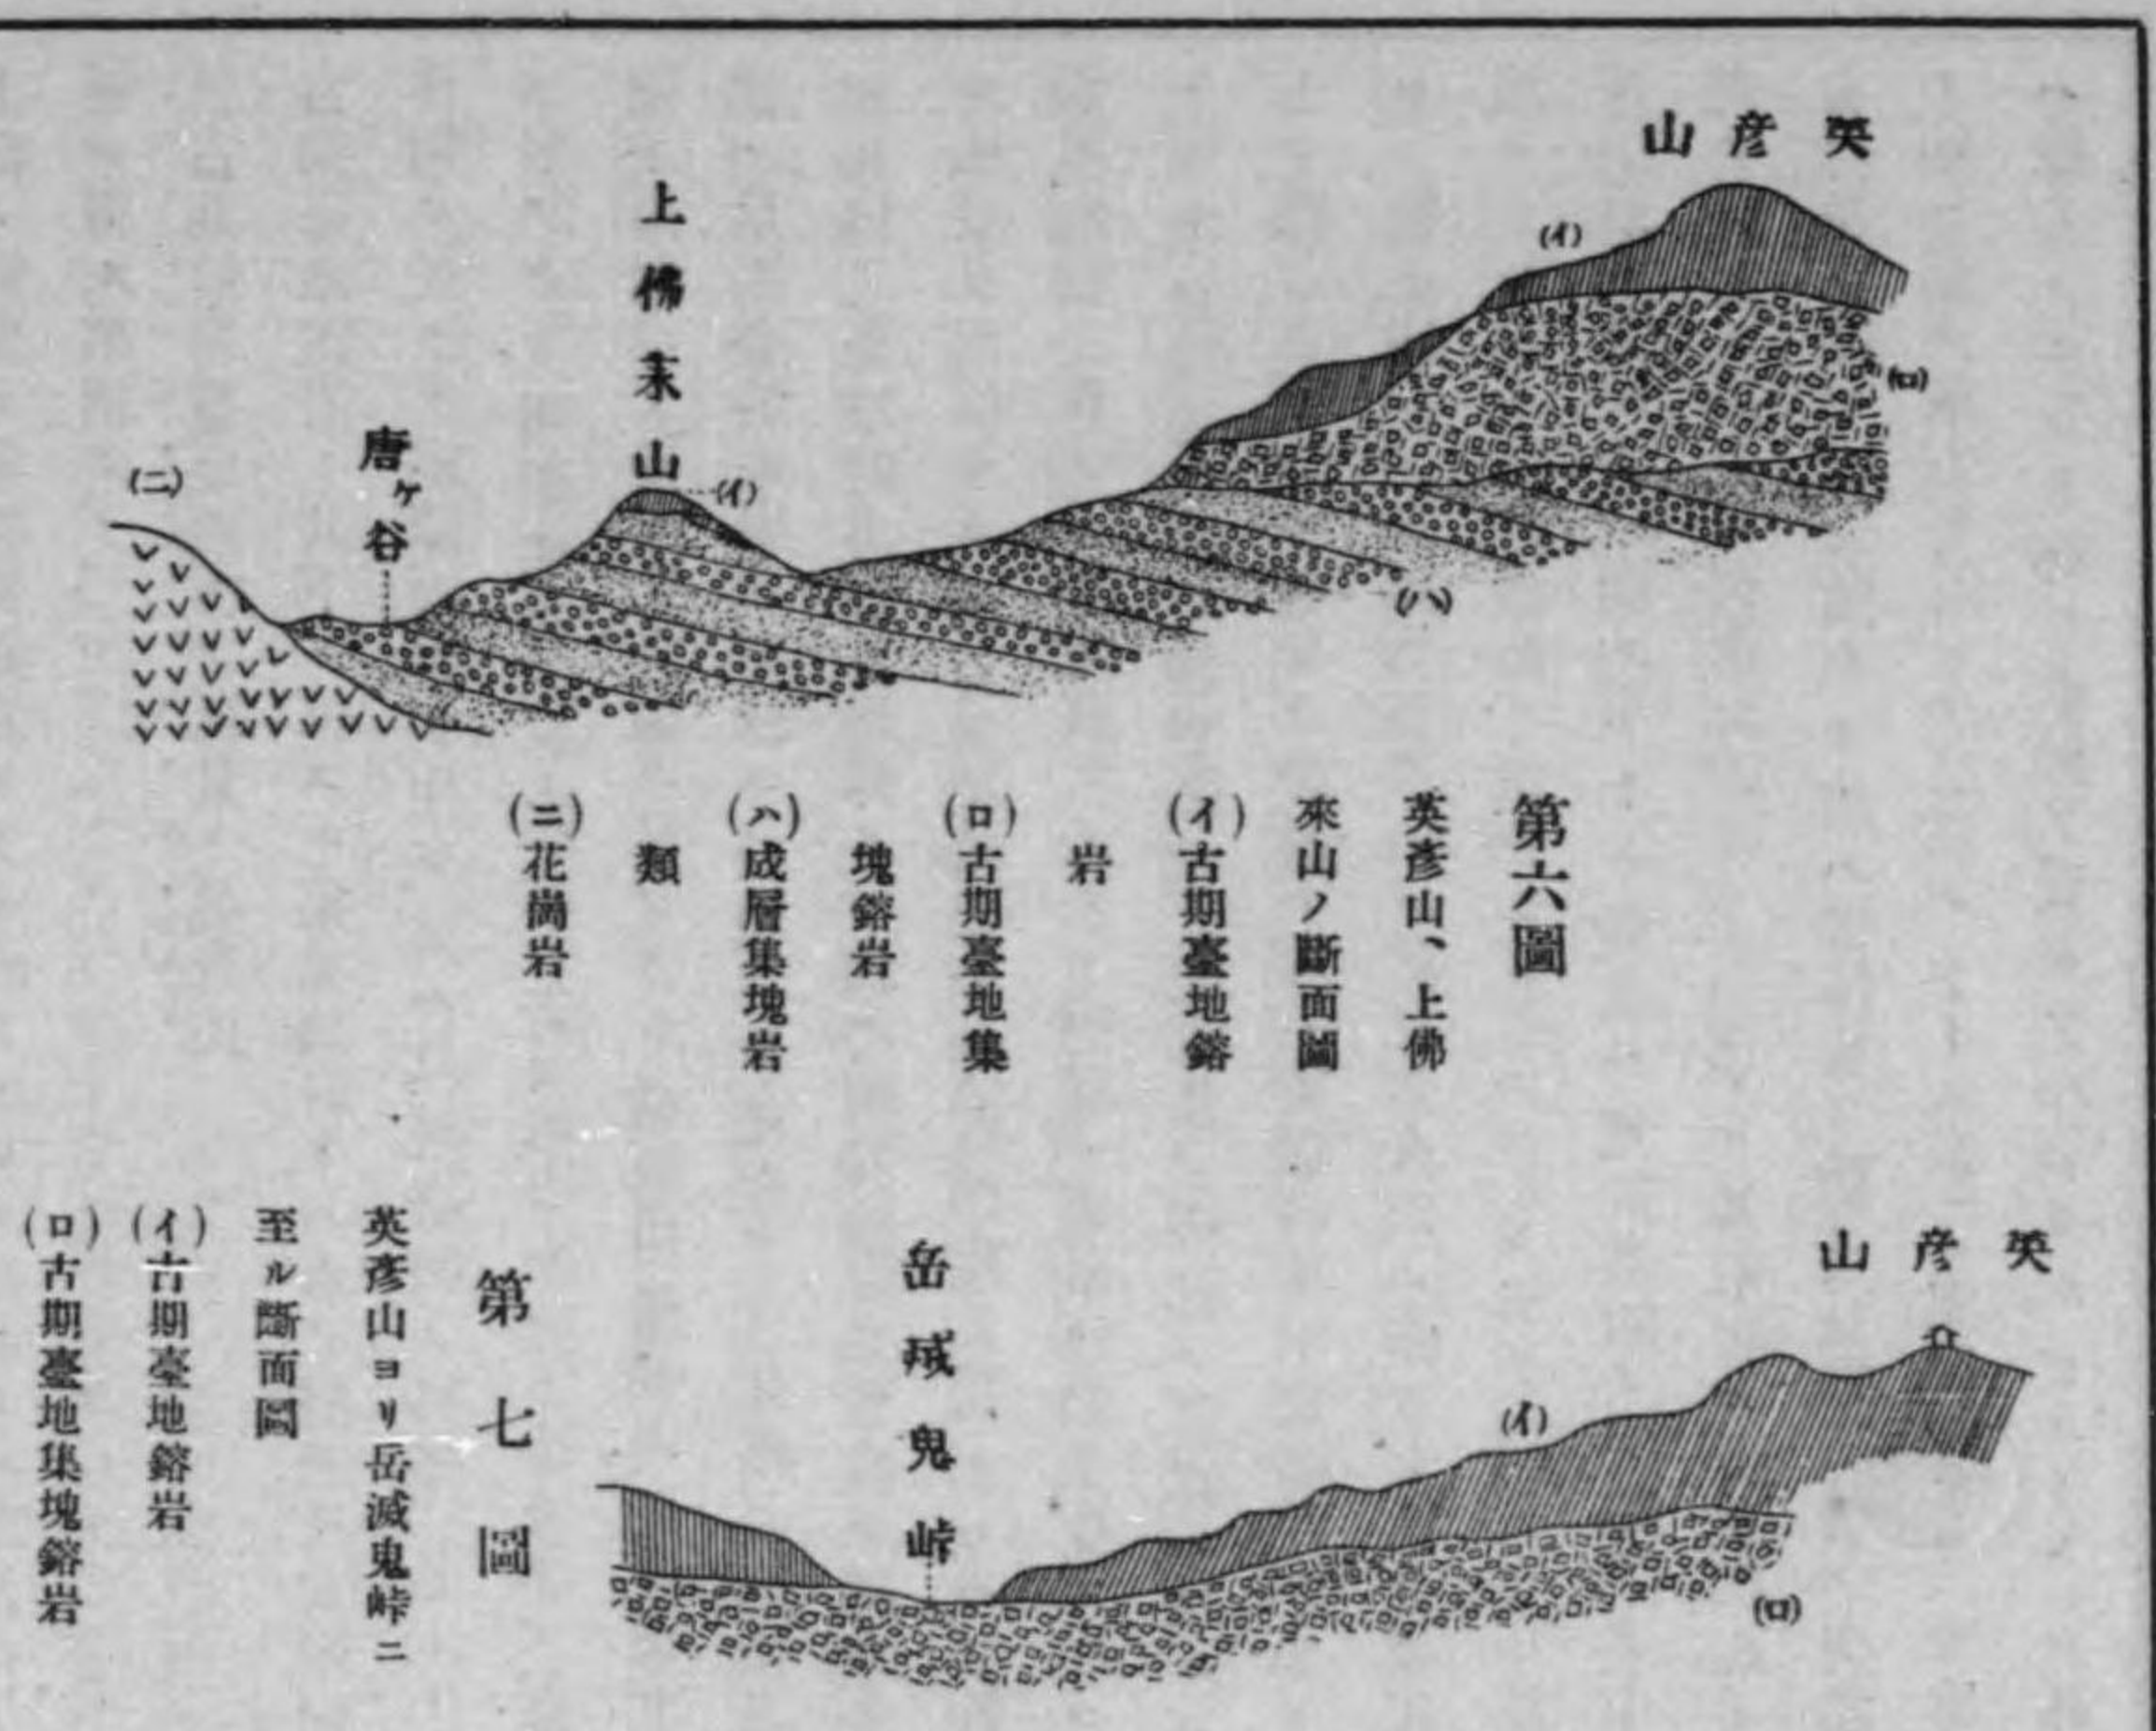 英彦山
(イ)
(ロ)
上佛來山
(イ)
唐ヶ谷
(ニ)
(ハ)
第六圖
英彥山、上佛
來山ノ斷面圖
(イ)古期臺地鎔
岩
(ロ)古期臺地集
塊鎔岩
(ハ)成層集塊岩
類
(ニ)花崗岩
英彦山
(イ)
(ロ)
岳滅鬼峠
第七圖
英彥山ヨリ岳滅鬼峠ニ
至ル斷面圖
(イ)古期臺地鎔岩
(ロ)古期臺地集塊鎔岩